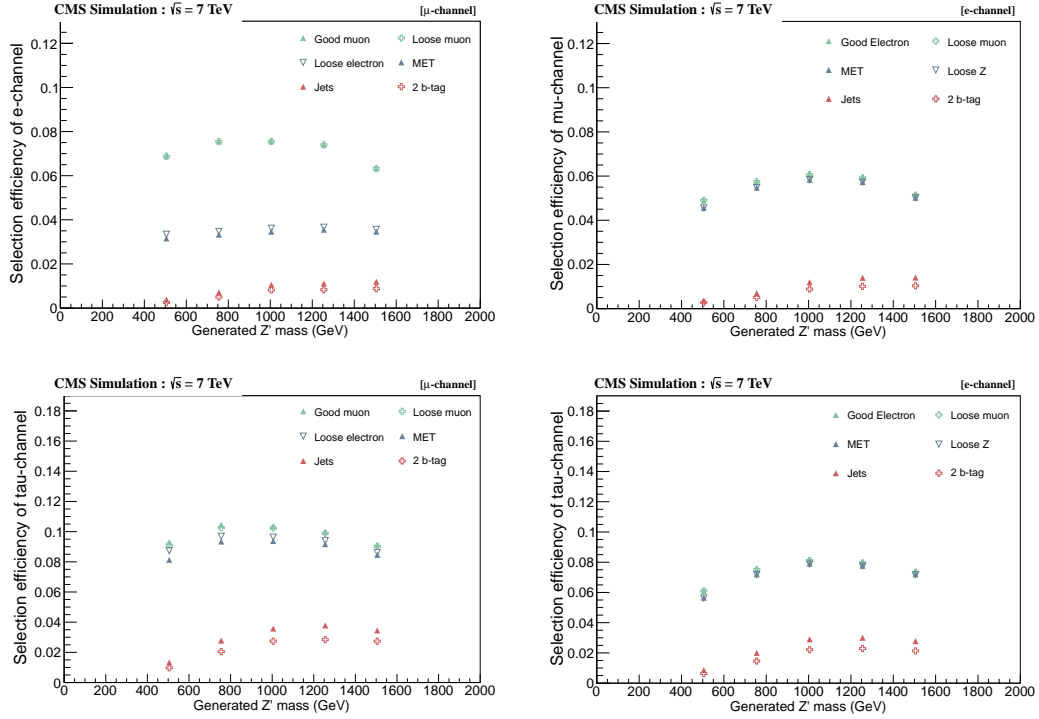 CMS Simulation : √s = 7 TeV [μ-channel]
Good muon Loose muon
Loose electron MET
Jets 2 b-tag
Selection efficiency of e-channel
0.12
0.1
0.08
0.06
0.04
0.02
0
0 200 400 600 800 1000 1200 1400 1600 1800 2000
Generated Z' mass (GeV)
CMS Simulation : √s = 7 TeV [e-channel]
Good Electron Loose muon
MET Loose Z
Jets 2 b-tag
Selection efficiency of mu-channel
0.12
0.1
0.08
0.06
0.04
0.02
0
0 200 400 600 800 1000 1200 1400 1600 1800 2000
Generated Z' mass (GeV)
CMS Simulation : √s = 7 TeV [μ-channel]
Good muon Loose muon
Loose electron MET
Jets 2 b-tag
Selection efficiency of tau-channel
0.18
0.16
0.14
0.12
0.1
0.08
0.06
0.04
0.02
0
0 200 400 600 800 1000 1200 1400 1600 1800 2000
Generated Z' mass (GeV)
CMS Simulation : √s = 7 TeV [e-channel]
Good Electron Loose muon
MET Loose Z
Jets 2 b-tag
Selection efficiency of tau-channel
0.18
0.16
0.14
0.12
0.1
0.08
0.06
0.04
0.02
0
0 200 400 600 800 1000 1200 1400 1600 1800 2000
Generated Z' mass (GeV)